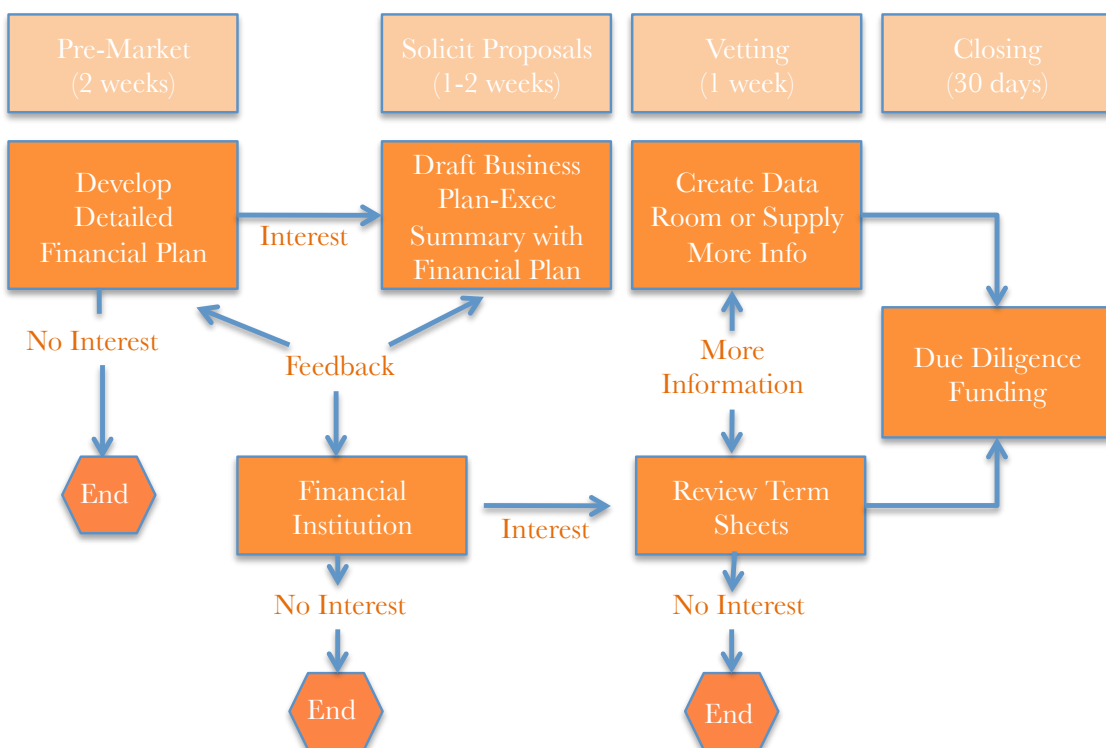 Pre-Market
(2 weeks)
Solicit Proposals
(1-2 weeks)
Vetting
(1 week)
Closing
(30 days)
Develop
Detailed
Financial Plan
Interest
Draft Business
Plan-Exec
Summary with
Financial Plan
Create Data
Room or Supply
More Info
No Interest
Feedback
More
Information
Due Diligence
Funding
End
Financial
Institution
Interest
Review Term
Sheets
No Interest
No Interest
End
End